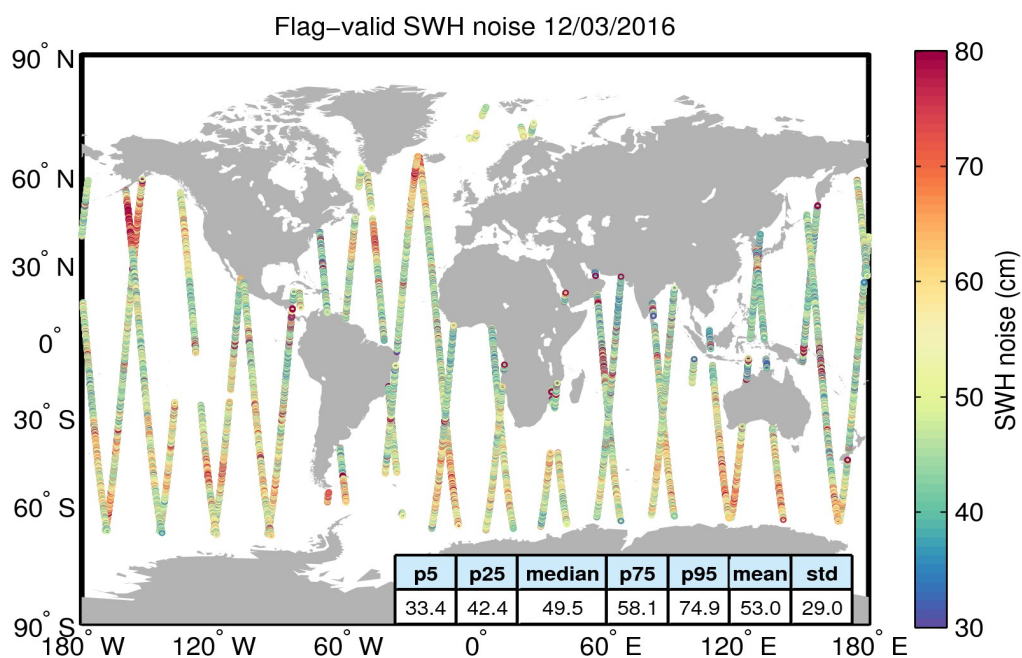 Flag−valid SWH noise 12/03/2016
90° N
60° N
30° N
0°
30° S
60° S
90° S
180° W
120° W
60° W
0°
60° E
120° E
180° E
p5 p25 median p75 p95 mean std
33.4 42.4 49.5 58.1 74.9 53.0 29.0
80
70
60
50
40
30
SWH noise (cm)